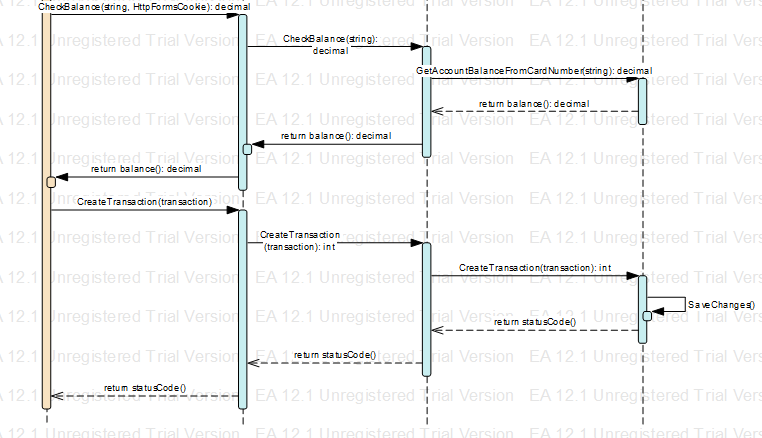 CheckBalance(string, HttpFormsCookie): decimal
CheckBalance(string):
decimal
GetAccountBalanceFromCardNumber(string): decimal
return balance(): decimal
return balance(): decimal
return balance(): decimal
CreateTransaction(transaction)
CreateTransaction
(transaction): int
CreateTransaction(transaction): int
SaveChanges()
return statusCode()
return statusCode()
return statusCode()
EA 12.1 Unregistered Trial Version